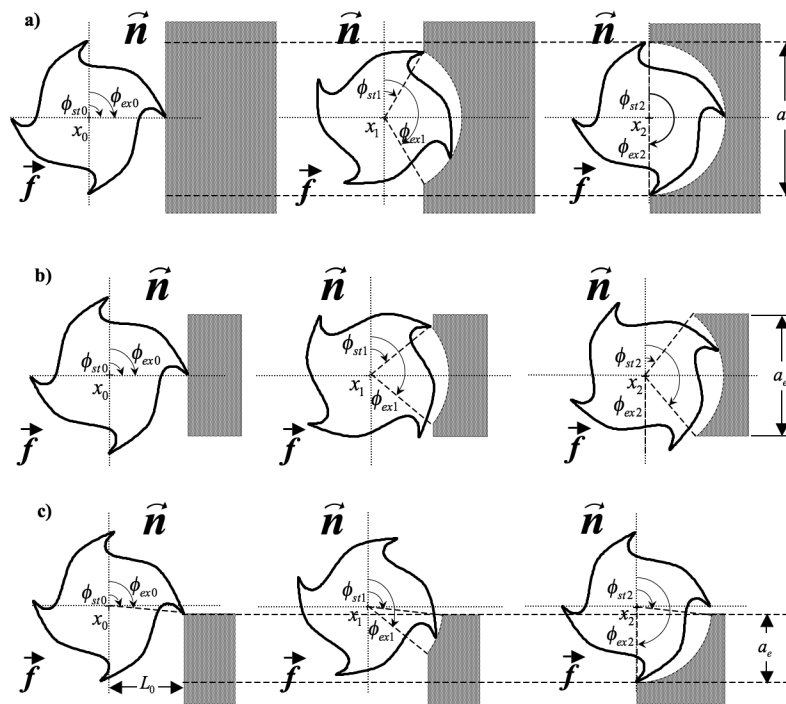 a)
n n n
ϕst0 ϕex0 ϕst1 ϕex1 ϕst2 ϕex2
x0 x1 x2
f f f
a
b)
n n n
ϕst0 ϕex0 ϕst1 ϕex1 ϕst2 ϕex2
x0 x1 x2
ae
f f f
c)
n n n
ϕst0 ϕex0 ϕst1 ϕex1 ϕst2 ϕex2
x0 x1 x2
ae
f L0 f f